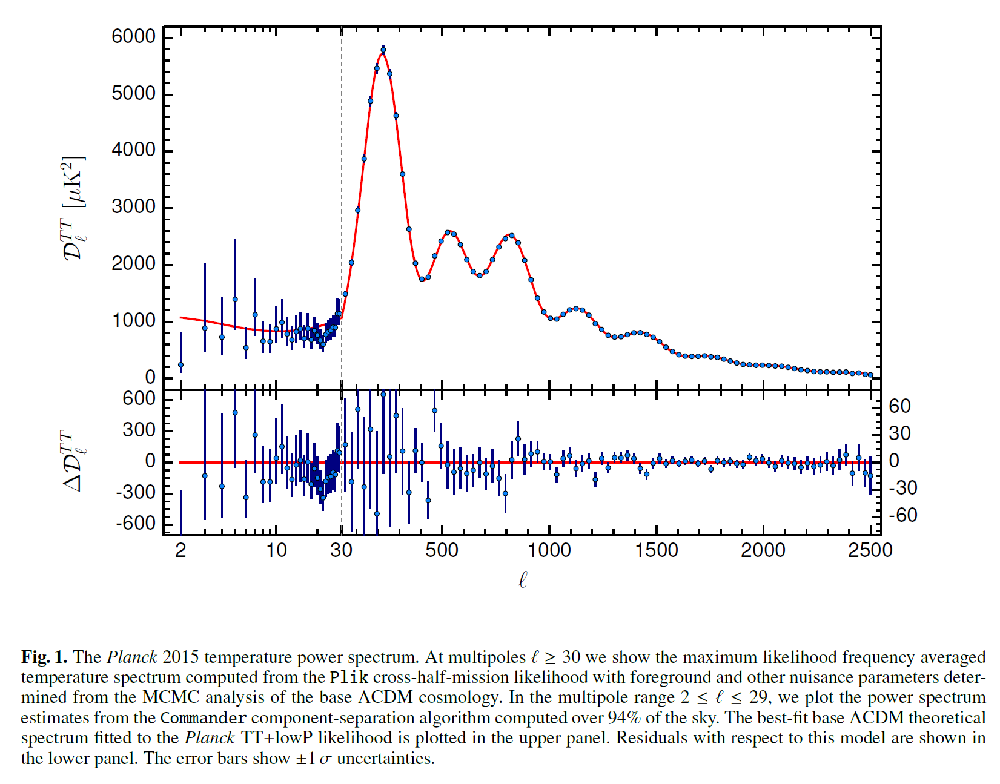 6000
5000
4000
3000
2000
1000
0
𝒟ℓ^TT [μK²]
600
300
0
-300
-600
Δ𝒟ℓ^TT
60
30
0
-30
-60
2 10 30 500 1000 1500 2000 2500
ℓ
Fig. 1. The Planck 2015 temperature power spectrum. At multipoles ℓ ≥ 30 we show the maximum likelihood frequency averaged
temperature spectrum computed from the Plik cross-half-mission likelihood with foreground and other nuisance parameters deter-
mined from the MCMC analysis of the base ΛCDM cosmology. In the multipole range 2 ≤ ℓ ≤ 29, we plot the power spectrum
estimates from the Commander component-separation algorithm computed over 94% of the sky. The best-fit base ΛCDM theoretical
spectrum fitted to the Planck TT+lowP likelihood is plotted in the upper panel. Residuals with respect to this model are shown in
the lower panel. The error bars show ±1 σ uncertainties.